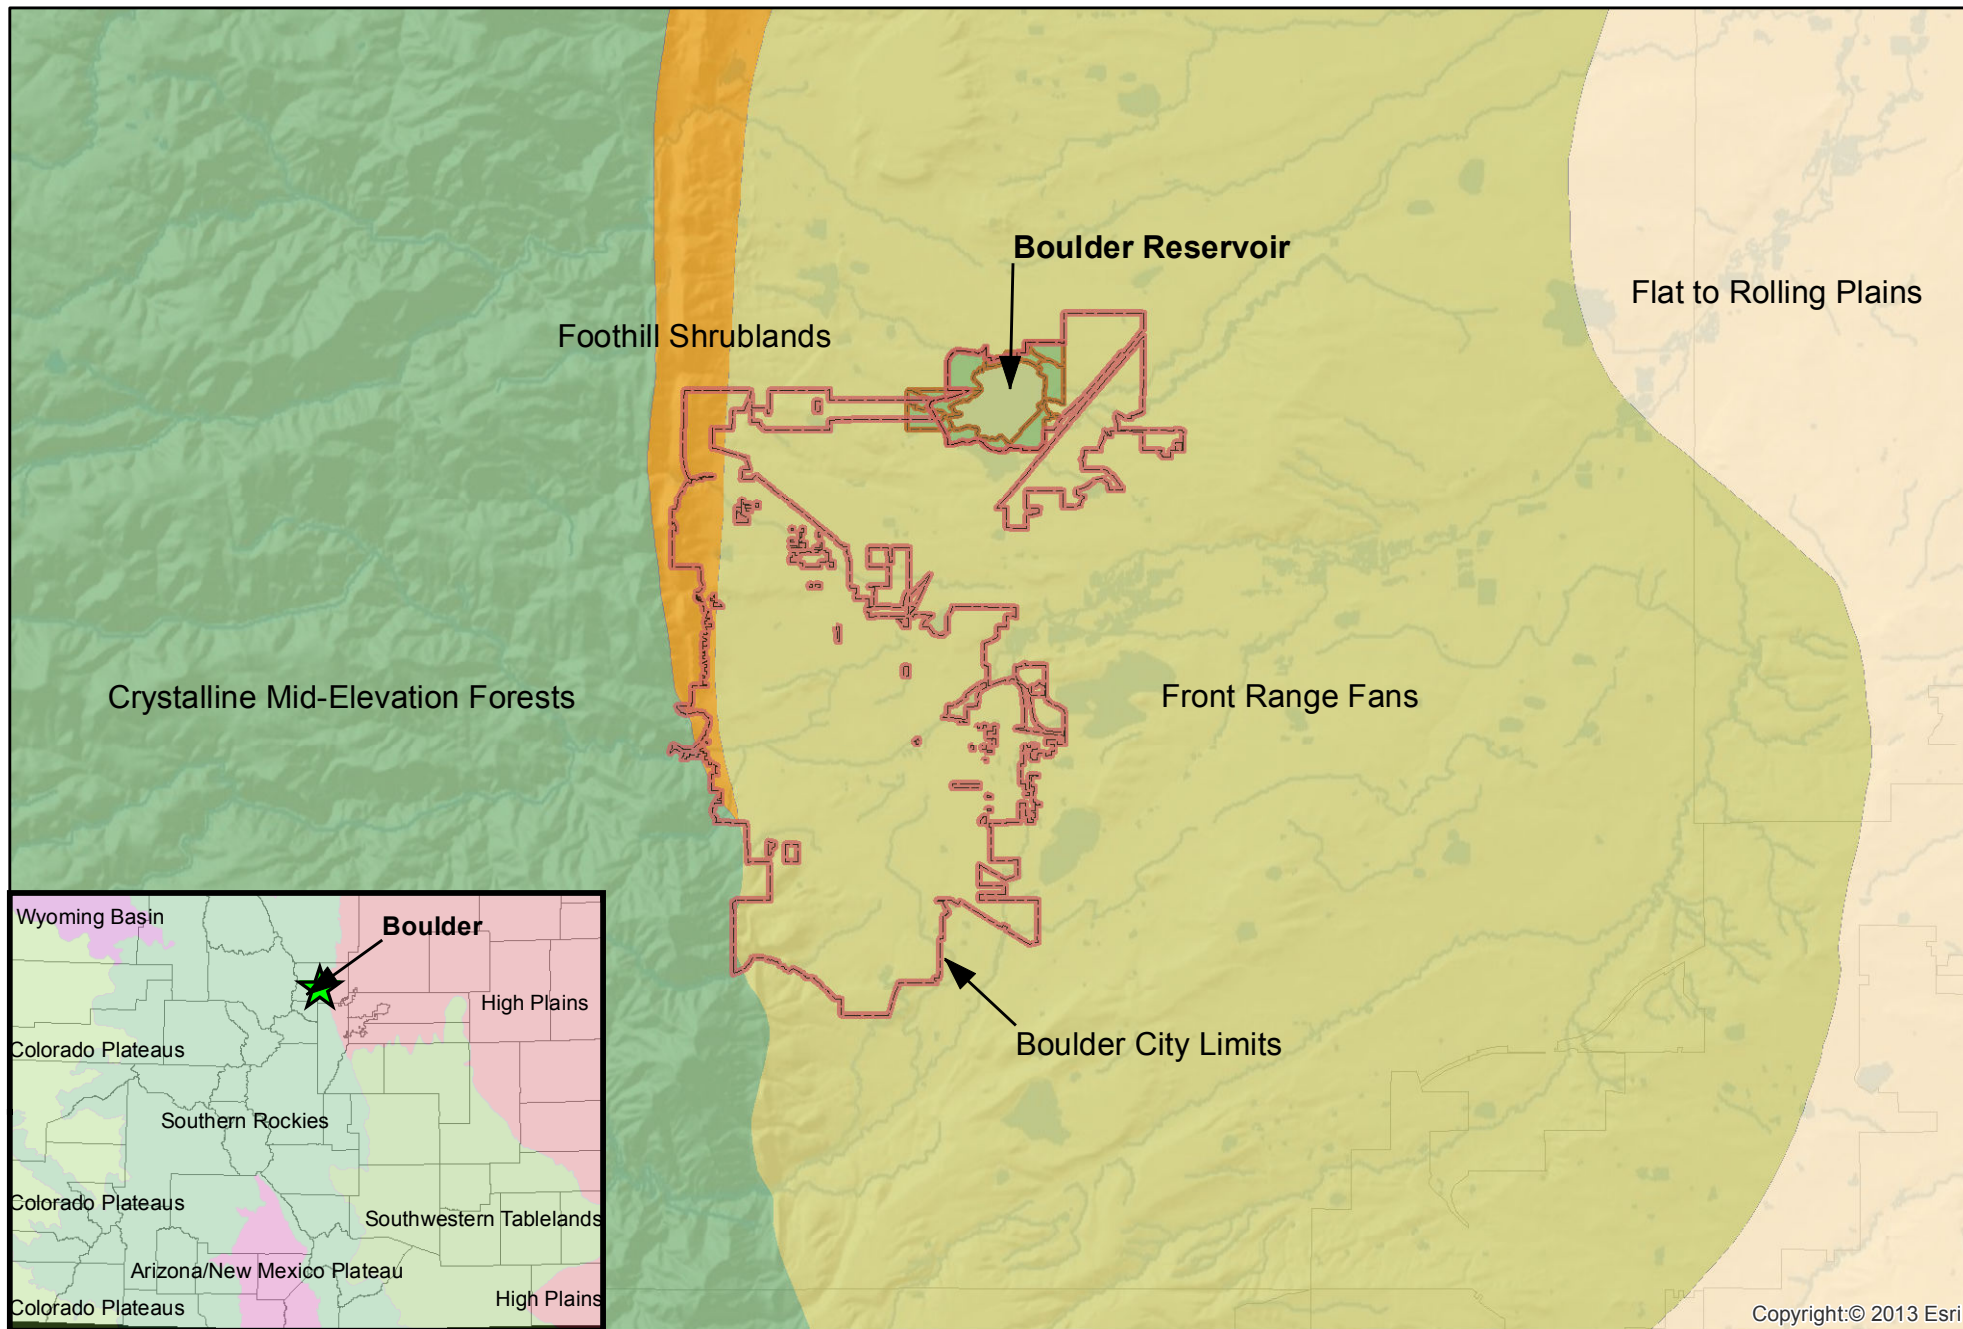 Boulder Reservoir
Flat to Rolling Plains
Foothill Shrublands
Crystalline Mid-Elevation Forests
Front Range Fans
Boulder City Limits
Wyoming Basin
Boulder
High Plains
Colorado Plateaus
Southern Rockies
Colorado Plateaus
Southwestern Tablelands
Arizona/New Mexico Plateau
High Plains
Colorado Plateaus
Copyright:© 2013 Esri